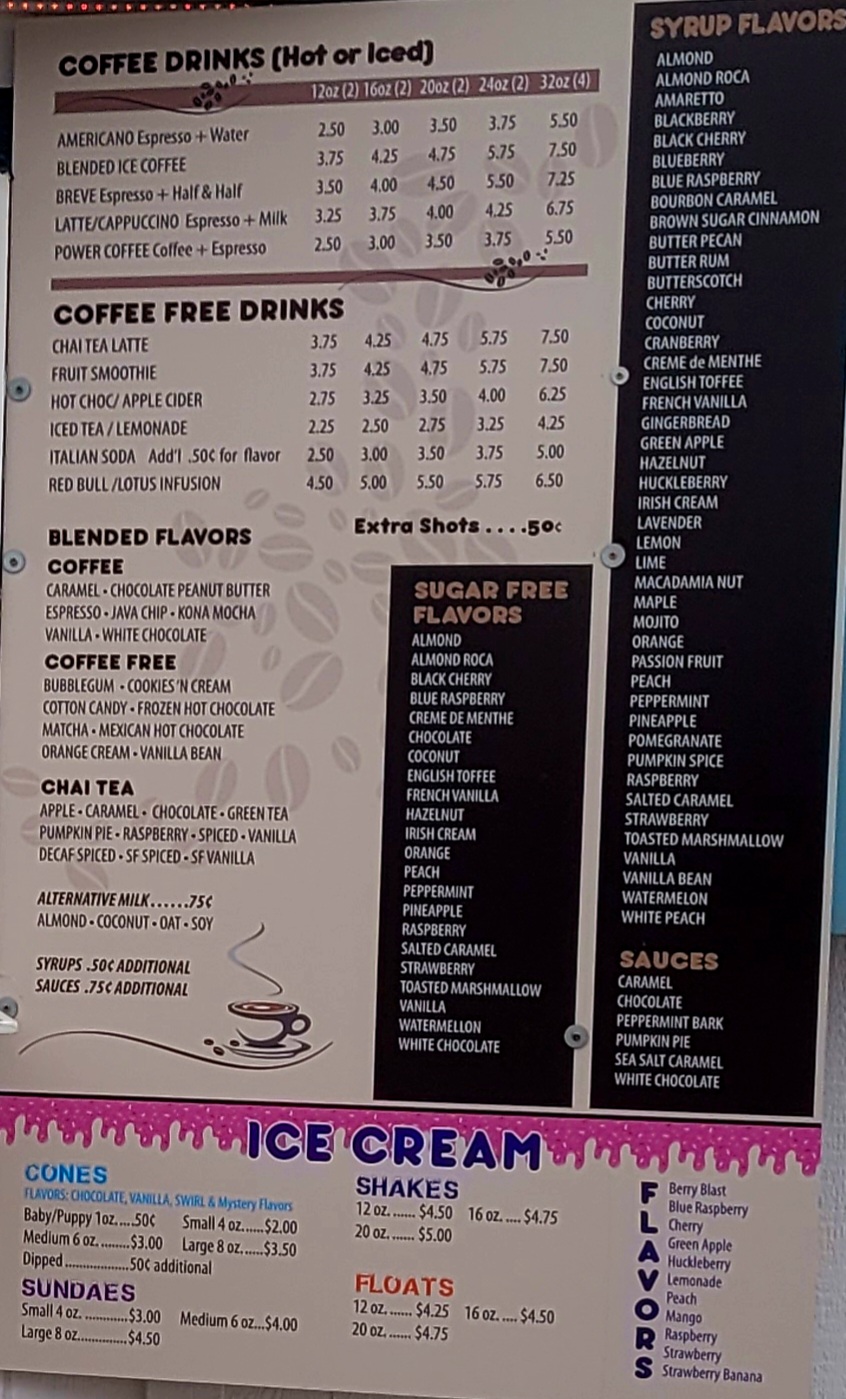 COFFEE DRINKS (Hot or Iced)
12oz (2) 16oz (2) 20oz (2) 24oz (2) 32oz (4)
AMERICANO Espresso + Water 2.50 3.00 3.50 3.75 5.50
BLENDED ICE COFFEE 3.75 4.25 4.75 5.75 7.50
BREVE Espresso + Half & Half 3.50 4.00 4.50 5.50 7.25
LATTE/CAPPUCCINO Espresso + Milk 3.25 3.75 4.00 4.25 6.75
POWER COFFEE Coffee + Espresso 2.50 3.00 3.50 3.75 5.50
COFFEE FREE DRINKS
CHAI TEA LATTE 3.75 4.25 4.75 5.75 7.50
FRUIT SMOOTHIE 3.75 4.25 4.75 5.75 7.50
HOT CHOC/ APPLE CIDER 2.75 3.25 3.50 4.00 6.25
ICED TEA / LEMONADE 2.25 2.50 2.75 3.25 4.25
ITALIAN SODA Add'l .50¢ for flavor 2.50 3.00 3.50 3.75 5.00
RED BULL /LOTUS INFUSION 4.50 5.00 5.50 5.75 6.50
Extra Shots ....50¢
BLENDED FLAVORS
COFFEE
CARAMEL • CHOCOLATE PEANUT BUTTER
ESPRESSO • JAVA CHIP • KONA MOCHA
VANILLA • WHITE CHOCOLATE
COFFEE FREE
BUBBLEGUM • COOKIES 'N CREAM
COTTON CANDY • FROZEN HOT CHOCOLATE
MATCHA • MEXICAN HOT CHOCOLATE
ORANGE CREAM • VANILLA BEAN
CHAI TEA
APPLE • CARAMEL • CHOCOLATE • GREEN TEA
PUMPKIN PIE • RASPBERRY • SPICED • VANILLA
DECAF SPICED • SF SPICED • SF VANILLA
ALTERNATIVE MILK......75¢
ALMOND • COCONUT • OAT • SOY
SYRUPS .50¢ ADDITIONAL
SAUCES .75¢ ADDITIONAL
SUGAR FREE
FLAVORS
ALMOND
ALMOND ROCA
BLACK CHERRY
BLUE RASPBERRY
CREME DE MENTHE
CHOCOLATE
COCONUT
ENGLISH TOFFEE
FRENCH VANILLA
HAZELNUT
IRISH CREAM
ORANGE
PEACH
PEPPERMINT
PINEAPPLE
RASPBERRY
SALTED CARAMEL
STRAWBERRY
TOASTED MARSHMALLOW
VANILLA
WATERMELLON
WHITE CHOCOLATE
SYRUP FLAVORS
ALMOND
ALMOND ROCA
AMARETTO
BLACKBERRY
BLACK CHERRY
BLUEBERRY
BLUE RASPBERRY
BOURBON CARAMEL
BROWN SUGAR CINNAMON
BUTTER PECAN
BUTTER RUM
BUTTERSCOTCH
CHERRY
COCONUT
CRANBERRY
CREME de MENTHE
ENGLISH TOFFEE
FRENCH VANILLA
GINGERBREAD
GREEN APPLE
HAZELNUT
HUCKLEBERRY
IRISH CREAM
LAVENDER
LEMON
LIME
MACADAMIA NUT
MAPLE
MOJITO
ORANGE
PASSION FRUIT
PEACH
PEPPERMINT
PINEAPPLE
POMEGRANATE
PUMPKIN SPICE
RASPBERRY
SALTED CARAMEL
STRAWBERRY
TOASTED MARSHMALLOW
VANILLA
VANILLA BEAN
WATERMELON
WHITE PEACH
SAUCES
CARAMEL
CHOCOLATE
PEPPERMINT BARK
PUMPKIN PIE
SEA SALT CARAMEL
WHITE CHOCOLATE
ICE CREAM
CONES
FLAVORS: CHOCOLATE, VANILLA, SWIRL & Mystery Flavors
Baby/Puppy 1oz.....50¢ Small 4 oz......$2.00
Medium 6 oz.........$3.00 Large 8 oz......$3.50
Dipped..................50¢ additional
SUNDAES
Small 4 oz. ............$3.00 Medium 6 oz...$4.00
Large 8 oz..............$4.50
SHAKES
12 oz. ...... $4.50 16 oz. .... $4.75
20 oz. ...... $5.00
FLOATS
12 oz. ...... $4.25 16 oz. .... $4.50
20 oz. ...... $4.75
FLAVORS
Berry Blast
Blue Raspberry
Cherry
Green Apple
Huckleberry
Lemonade
Peach
Mango
Raspberry
Strawberry
Strawberry Banana